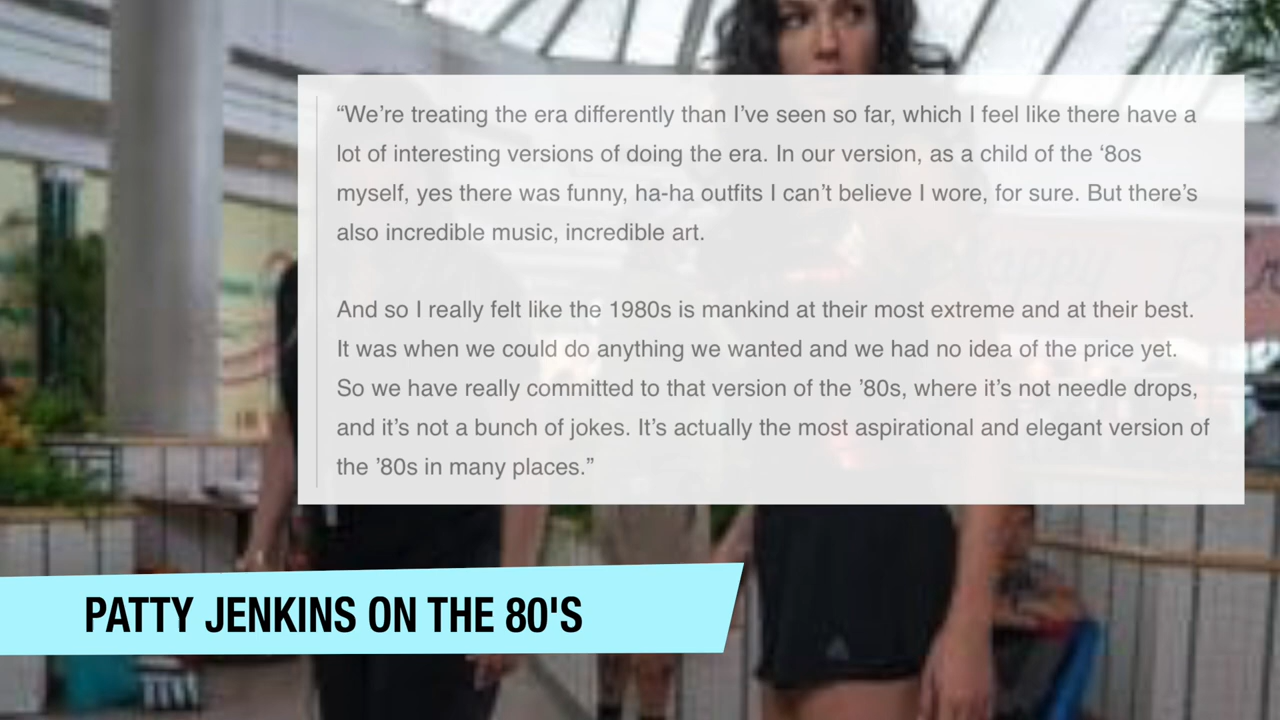 “We’re treating the era differently than I’ve seen so far, which I feel like there have a
lot of interesting versions of doing the era. In our version, as a child of the ‘80s
myself, yes there was funny, ha-ha outfits I can’t believe I wore, for sure. But there’s
also incredible music, incredible art.
And so I really felt like the 1980s is mankind at their most extreme and at their best.
It was when we could do anything we wanted and we had no idea of the price yet.
So we have really committed to that version of the ’80s, where it’s not needle drops,
and it’s not a bunch of jokes. It’s actually the most aspirational and elegant version of
the ’80s in many places.”
PATTY JENKINS ON THE 80'S